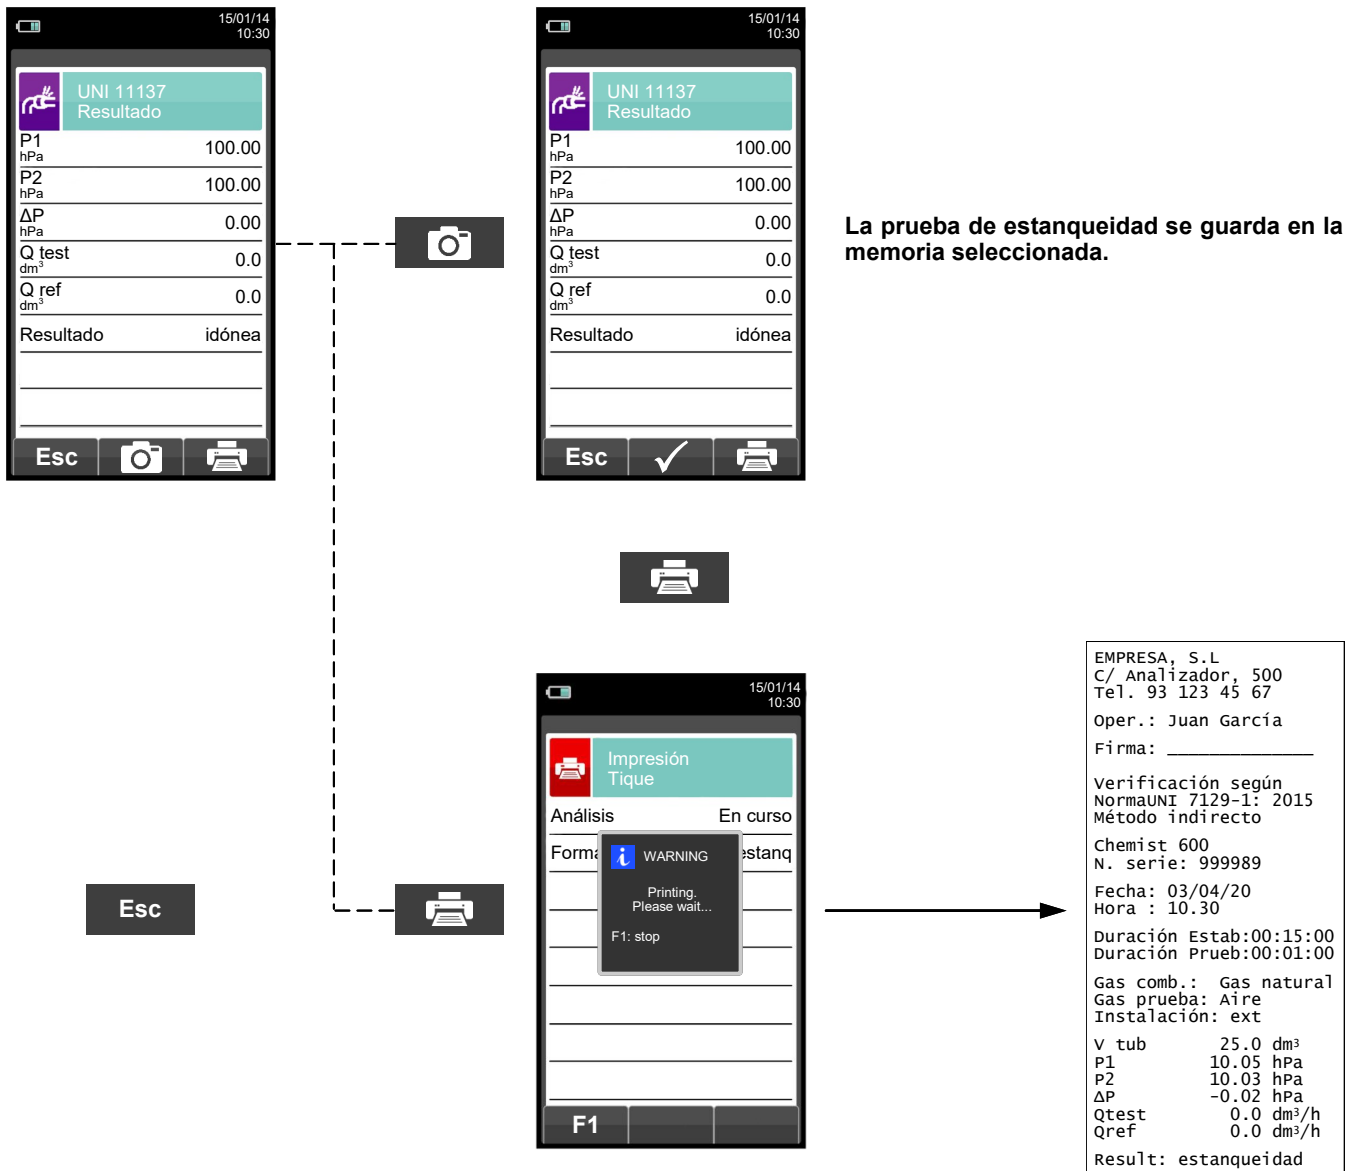 15/01/14
10:30
UNI 11137
Resultado
P1
hPa
100.00
P2
hPa
100.00
ΔP
hPa
0.00
Q test
dm³
0.0
Q ref
dm³
0.0
Resultado idónea
Esc
15/01/14
10:30
UNI 11137
Resultado
P1
hPa
100.00
P2
hPa
100.00
ΔP
hPa
0.00
Q test
dm³
0.0
Q ref
dm³
0.0
Resultado idónea
Esc
La prueba de estanqueidad se guarda en la
memoria seleccionada.
Esc
15/01/14
10:30
Impresión
Tique
Análisis En curso
Forma estanq
i WARNING
Printing.
Please wait...
F1: stop
F1
EMPRESA, S.L
C/ Analizador, 500
Tel. 93 123 45 67
Oper.: Juan García
Firma: ______________
Verificación según
NormaUNI 7129-1: 2015
Método indirecto
Chemist 600
N. serie: 999989
Fecha: 03/04/20
Hora : 10.30
Duración Estab:00:15:00
Duración Prueb:00:01:00
Gas comb.: Gas natural
Gas prueba: Aire
Instalación: ext
V tub 25.0 dm³
P1 10.05 hPa
P2 10.03 hPa
ΔP -0.02 hPa
Qtest 0.0 dm³/h
Qref 0.0 dm³/h
Result: estanqueidad